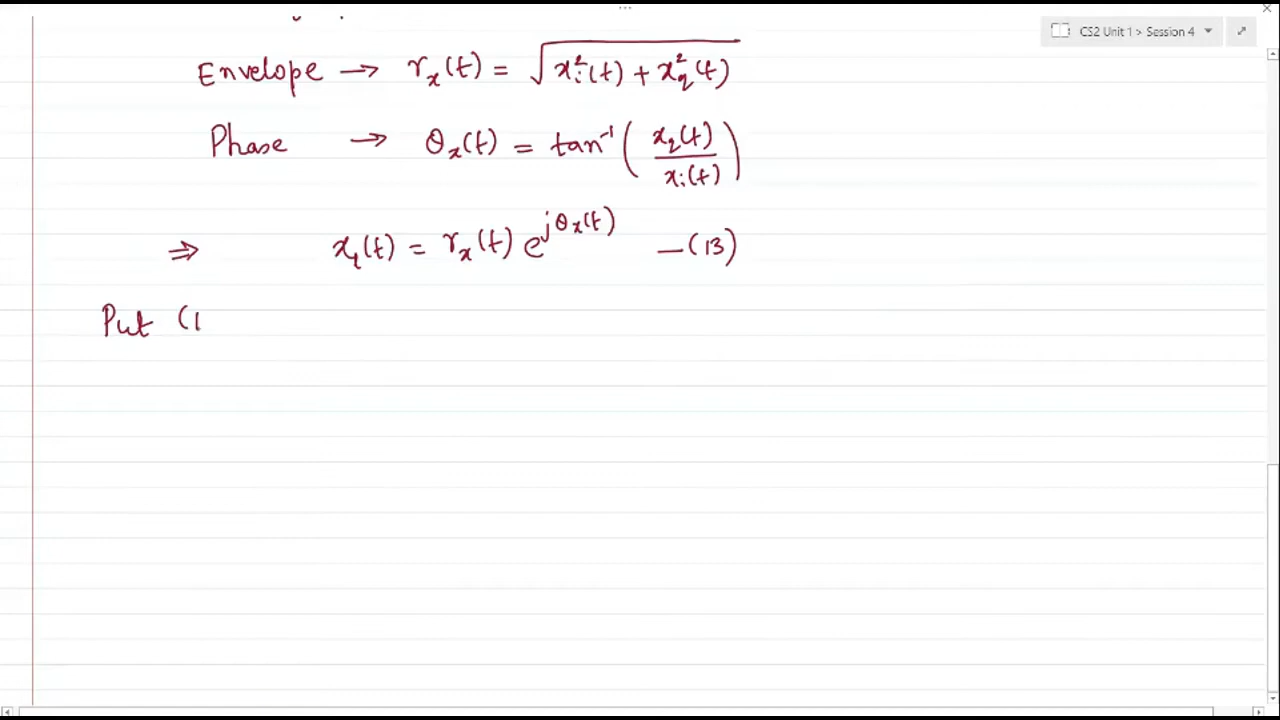 CS2 Unit 1 > Session 4
Envelope → r_x(t) = √(x_i²(t) + x_q²(t))
Phase → θ_x(t) = tan⁻¹(x_q(t)/x_i(t))
⇒ x_l(t) = r_x(t) e^{jθ_x(t)} —(13)
Put (1